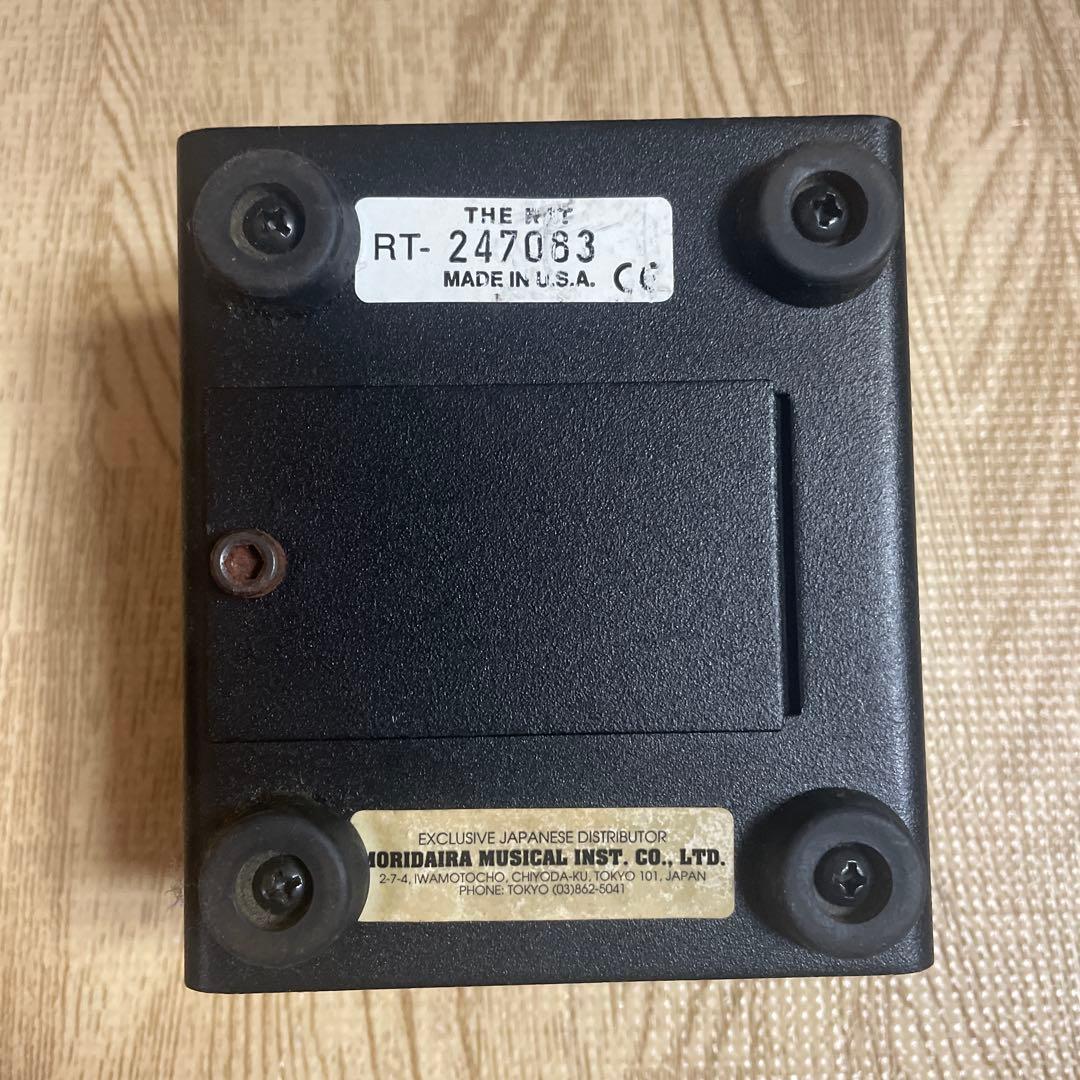 THE RAT
RT- 247083
MADE IN U.S.A. CE
EXCLUSIVE JAPANESE DISTRIBUTOR
MORIDAIRA MUSICAL INST. CO., LTD.
2-7-4, IWAMOTOCHO, CHIYODA-KU, TOKYO 101, JAPAN
PHONE: TOKYO (03)862-5041